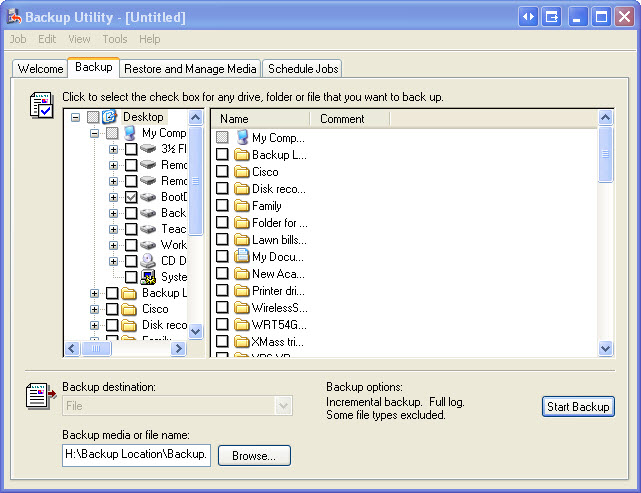 Backup Utility - [Untitled]
Job Edit View Tools Help
Welcome Backup Restore and Manage Media Schedule Jobs
Click to select the check box for any drive, folder or file that you want to back up.
Desktop
My Comp
3½ Fl
Remo
Remo
BootD
Back
Teac
Work
CD D
Syste
Backup L
Cisco
Disk reco
Family
Name Comment
My Comp...
Backup L...
Cisco
Disk reco...
Family
Folder for ...
Lawn bills...
My Docu...
New Aca...
Printer dri...
WirelessS...
WRT54G...
XMass tri...
Backup destination:
File
Backup media or file name:
H:\Backup Location\Backup.
Browse...
Backup options:
Incremental backup. Full log.
Some file types excluded.
Start Backup